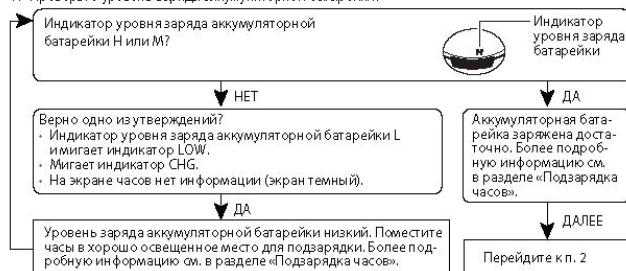 Индикатор уровня заряда аккумуляторной
батарейки Н или М?
Индикатор
уровня заряда
батарейки
Н
НЕТ
ДА
Верно одно из утверждений?
• Индикатор уровня заряда аккумуляторной батарейки L
и мигает индикатор LOW.
• Мигает индикатор CHG.
• На экране часов нет информации (экран темный).
Аккумуляторная бата-
рейка заряжена доста-
точно. Более подроб-
ную информацию см.
в разделе «Подзарядка
часов».
ДА
ДАЛЕЕ
Уровень заряда аккумуляторной батарейки низкий. Поместите
часы в хорошо освещенное место для подзарядки. Более под-
робную информацию см. в разделе «Подзарядка часов».
Перейдите к п. 2